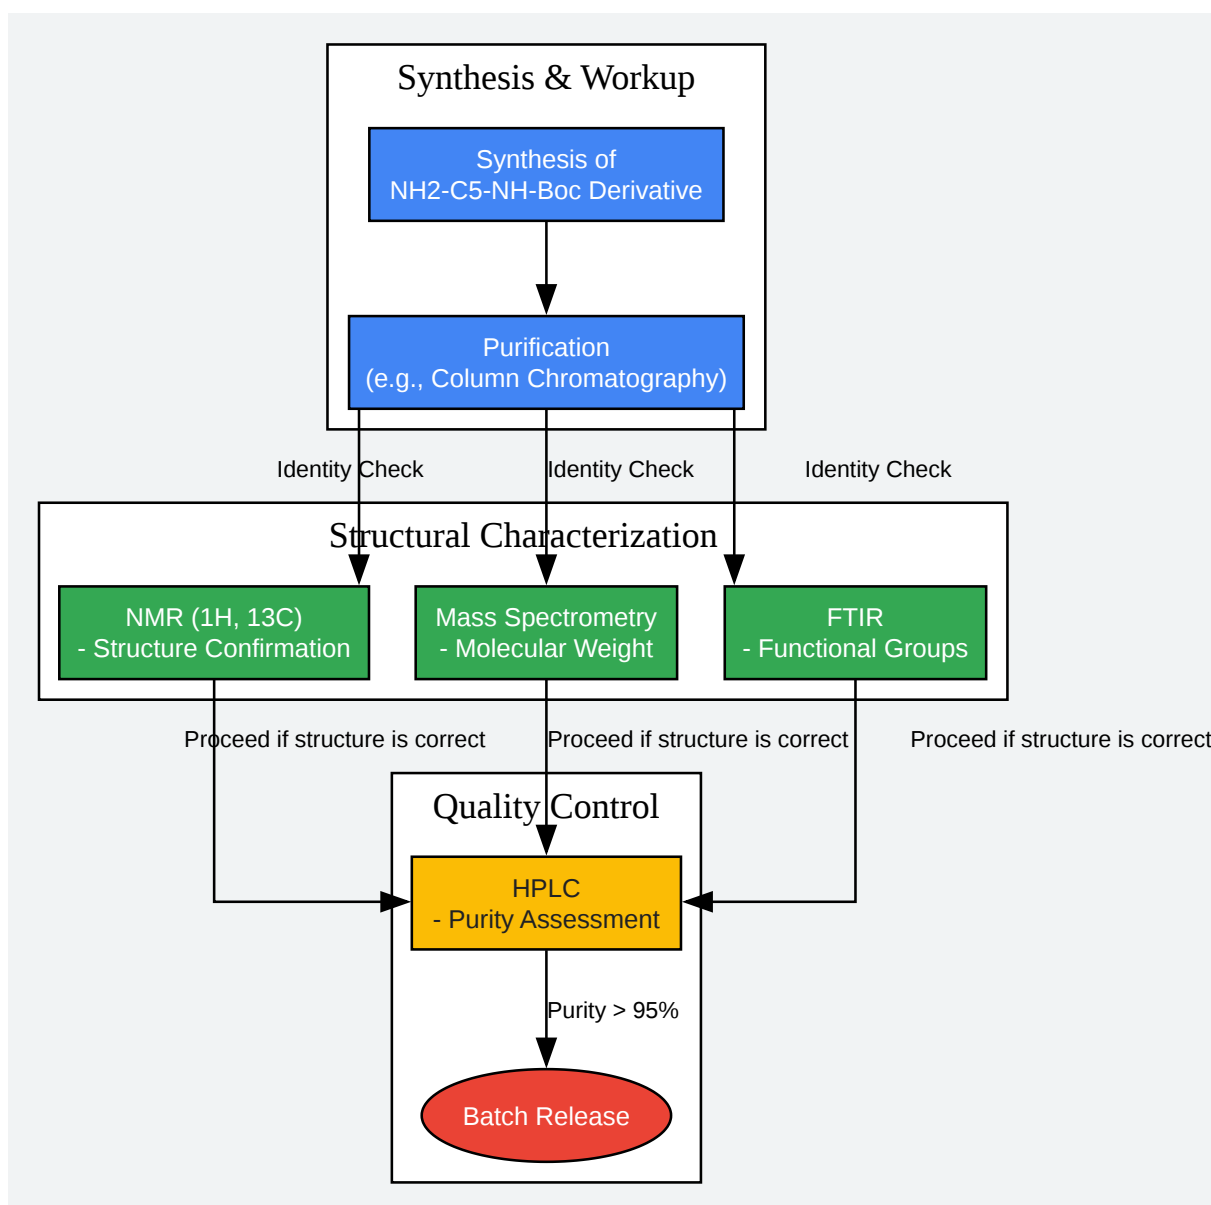 Synthesis & Workup
Synthesis of
NH2-C5-NH-Boc Derivative
Purification
(e.g., Column Chromatography)
Identity Check
Identity Check
Identity Check
Structural Characterization
NMR (1H, 13C)
- Structure Confirmation
Mass Spectrometry
- Molecular Weight
FTIR
- Functional Groups
Proceed if structure is correct
Proceed if structure is correct
Proceed if structure is correct
Quality Control
HPLC
- Purity Assessment
Purity > 95%
Batch Release